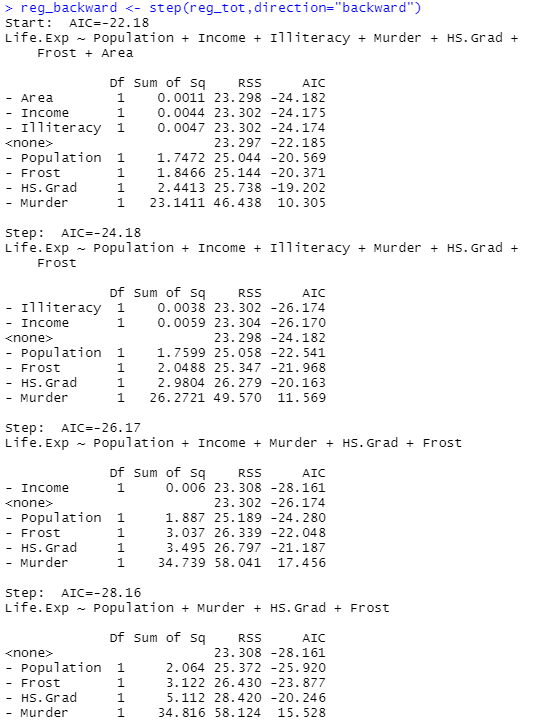 > reg_backward <- step(reg_tot,direction="backward")
Start:  AIC=-22.18
Life.Exp ~ Population + Income + Illiteracy + Murder + HS.Grad +
    Frost + Area
             Df Sum of Sq    RSS     AIC
- Area        1    0.0011 23.298 -24.182
- Income      1    0.0044 23.302 -24.175
- Illiteracy  1    0.0047 23.302 -24.174
<none>                    23.297 -22.185
- Population  1    1.7472 25.044 -20.569
- Frost       1    1.8466 25.144 -20.371
- HS.Grad     1    2.4413 25.738 -19.202
- Murder      1   23.1411 46.438  10.305
Step:  AIC=-24.18
Life.Exp ~ Population + Income + Illiteracy + Murder + HS.Grad +
    Frost
             Df Sum of Sq    RSS     AIC
- Illiteracy  1    0.0038 23.302 -26.174
- Income      1    0.0059 23.304 -26.170
<none>                    23.298 -24.182
- Population  1    1.7599 25.058 -22.541
- Frost       1    2.0488 25.347 -21.968
- HS.Grad     1    2.9804 26.279 -20.163
- Murder      1   26.2721 49.570  11.569
Step:  AIC=-26.17
Life.Exp ~ Population + Income + Murder + HS.Grad + Frost
             Df Sum of Sq    RSS     AIC
- Income      1     0.006 23.308 -28.161
<none>                    23.302 -26.174
- Population  1     1.887 25.189 -24.280
- Frost       1     3.037 26.339 -22.048
- HS.Grad     1     3.495 26.797 -21.187
- Murder      1    34.739 58.041  17.456
Step:  AIC=-28.16
Life.Exp ~ Population + Murder + HS.Grad + Frost
             Df Sum of Sq    RSS     AIC
<none>                    23.308 -28.161
- Population  1     2.064 25.372 -25.920
- Frost       1     3.122 26.430 -23.877
- HS.Grad     1     5.112 28.420 -20.246
- Murder      1    34.816 58.124  15.528